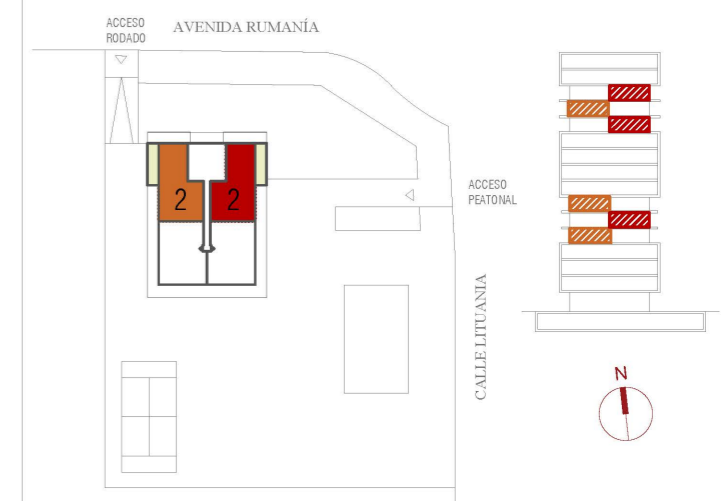 ACCESO
RODADO
AVENIDA RUMANÍA
2
2
ACCESO
PEATONAL
CALLE LITUANIA
N